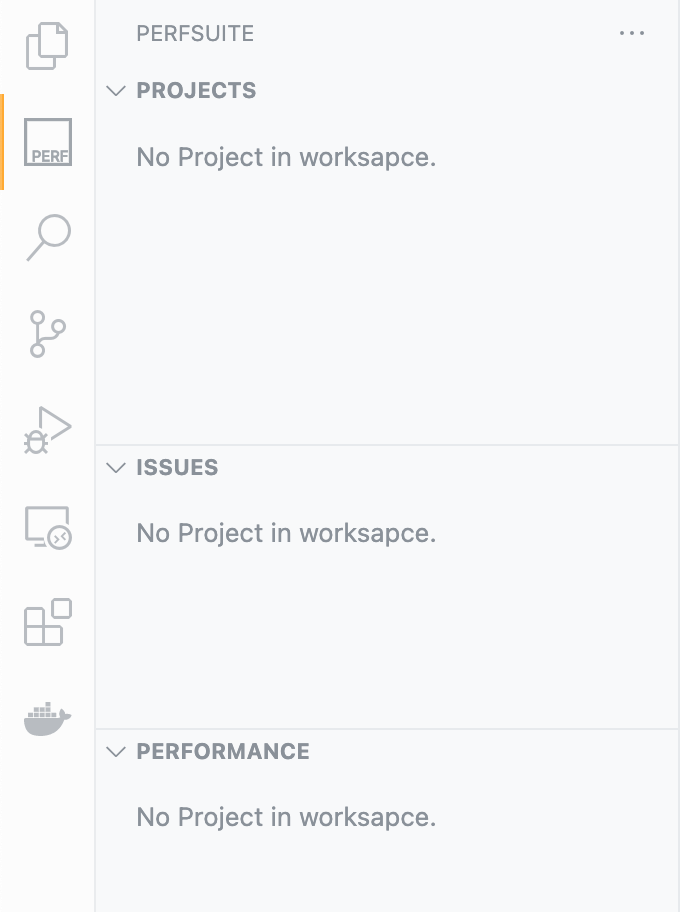 PERFSUITE
PROJECTS
No Project in worksapce.
PERF
ISSUES
No Project in worksapce.
PERFORMANCE
No Project in worksapce.